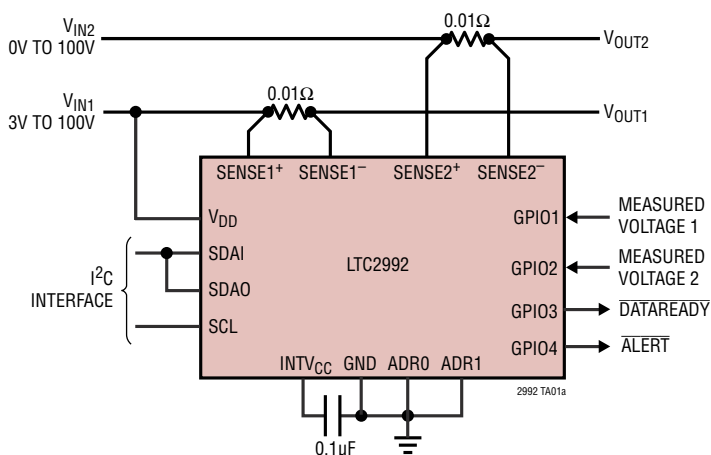 0.01Ω
VIN2
0V TO 100V
VOUT2
0.01Ω
VIN1
3V TO 100V
VOUT1
SENSE1+ SENSE1– SENSE2+ SENSE2–
VDD
GPIO1
MEASURED
VOLTAGE 1
SDAI
I2C
INTERFACE
LTC2992
GPIO2
MEASURED
VOLTAGE 2
SDAO
GPIO3
DATAREADY
SCL
GPIO4
ALERT
INTVCC GND ADR0 ADR1
2992 TA01a
0.1µF